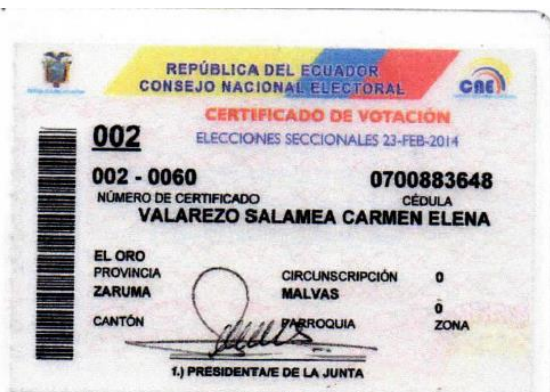 REPÚBLICA DEL ECUADOR
CONSEJO NACIONAL ELECTORAL
CNE
CERTIFICADO DE VOTACIÓN
002
ELECCIONES SECCIONALES 23-FEB-2014
002 - 0060 0700883648
NÚMERO DE CERTIFICADO CÉDULA
VALAREZO SALAMEA CARMEN ELENA
EL ORO
PROVINCIA CIRCUNSCRIPCIÓN 0
ZARUMA MALVAS
0
CANTÓN PARROQUIA ZONA
1.) PRESIDENTA/E DE LA JUNTA